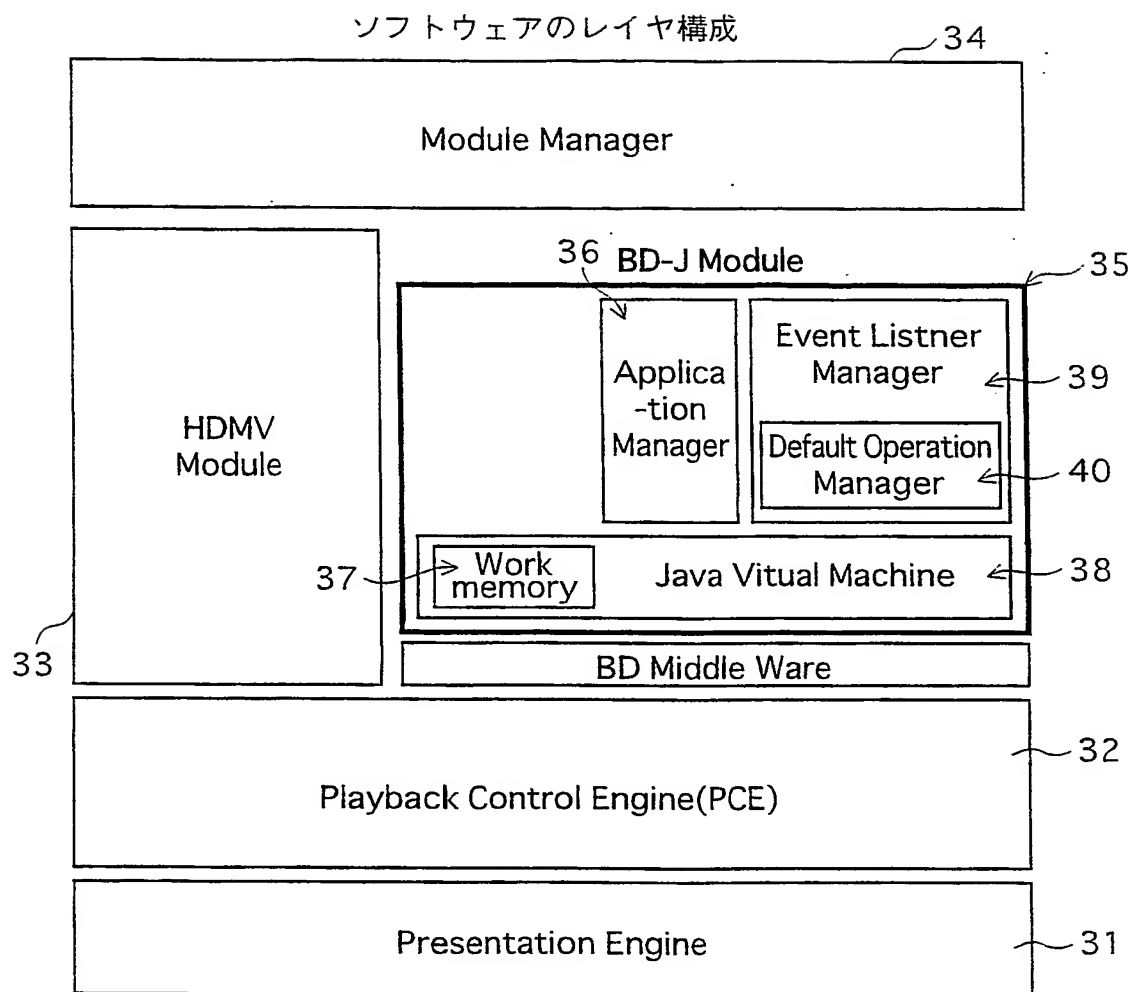 ソフトウェアのレイヤ構成
34
Module Manager
36
BD-J Module
35
HDMV
Module
Applica
-tion
Manager
Event Listner
Manager
39
Default Operation
Manager
40
37
Work
memory
Java Vitual Machine
38
33
BD Middle Ware
32
Playback Control Engine(PCE)
Presentation Engine
31